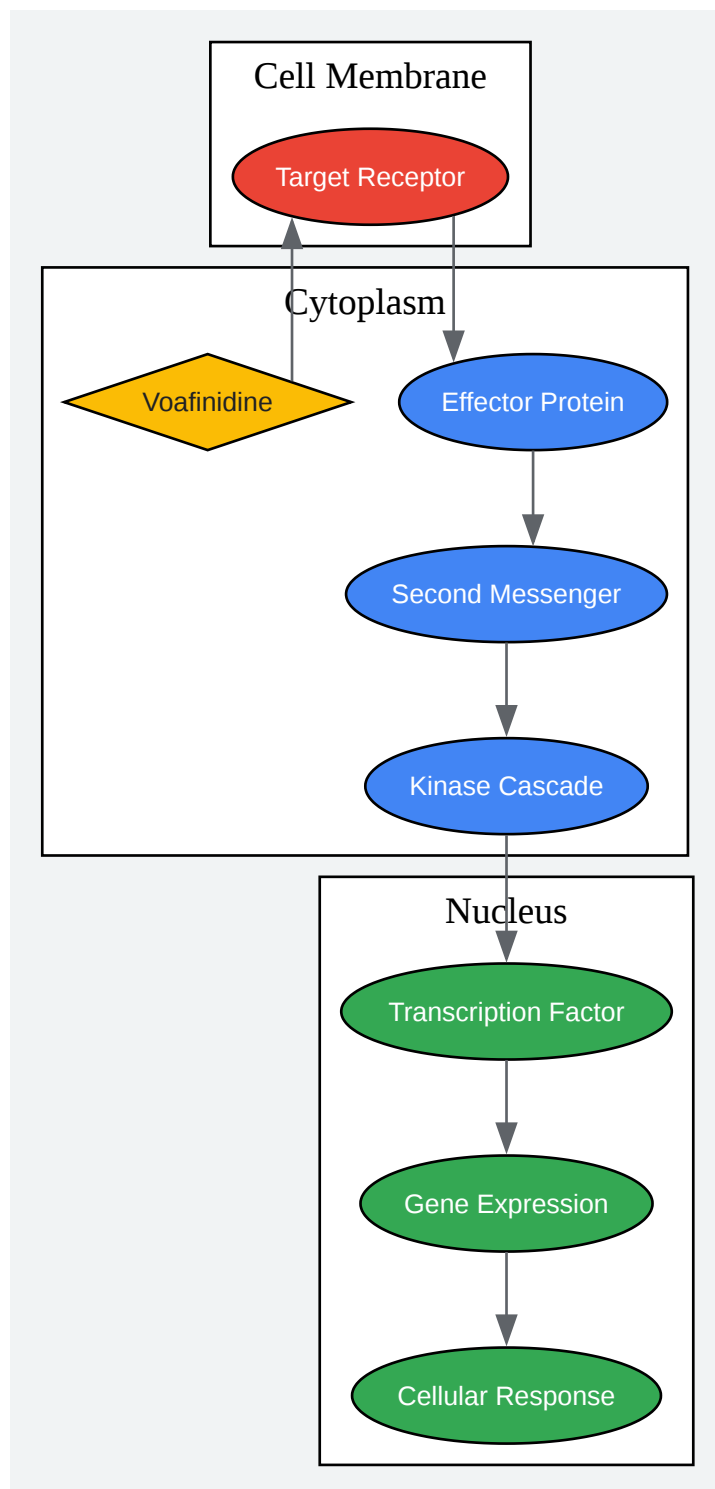 Cell Membrane
Target Receptor
Cytoplasm
Voafinidine
Effector Protein
Second Messenger
Kinase Cascade
Nucleus
Transcription Factor
Gene Expression
Cellular Response